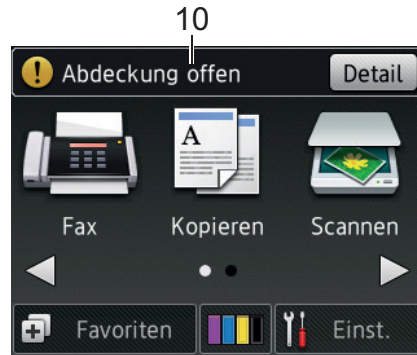 10
Abdeckung offen Detail
A
Fax Kopieren Scannen
Favoriten Einst.